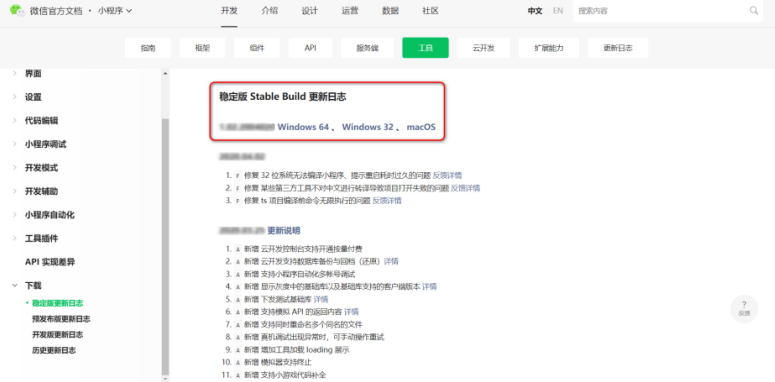 微信官方文档 · 小程序
开发 介绍 设计 运营 数据 社区
中文 EN 搜索内容
指南 框架 组件 API 服务端 工具 云开发 扩展能力 更新日志
界面
设置
代码编辑
小程序调试
开发模式
开发辅助
小程序自动化
工具插件
API 实现差异
下载
稳定版更新日志
预发布版更新日志
开发版更新日志
历史更新日志
稳定版 Stable Build 更新日志
Windows 64 、 Windows 32 、 macOS
1. F 修复 32 位系统无法编译小程序、提示重启耗时过久的问题 反馈详情
2. F 修复 某些第三方工具不对中文进行转译导致项目打开失败的问题 反馈详情
3. F 修复 ts 项目编译前命令无限执行的问题 反馈详情
更新说明
1. A 新增 云开发控制台支持开通按量付费
2. A 新增 云开发支持数据库备份与回档（还原）详情
3. A 新增 支持小程序自动化多帐号调试
4. A 新增 显示灰度中的基础库以及基础库支持的客户端版本 详情
5. A 新增 下发测试基础库 详情
6. A 新增 支持模拟 API 的返回内容 详情
7. A 新增 支持同时重命名多个同名的文件
8. A 新增 真机调试出现异常时，可手动操作重试
9. A 新增 增加工具加载 loading 展示
10. A 新增 模拟器支持终止
11. A 新增 支持小游戏代码补全
?
反馈